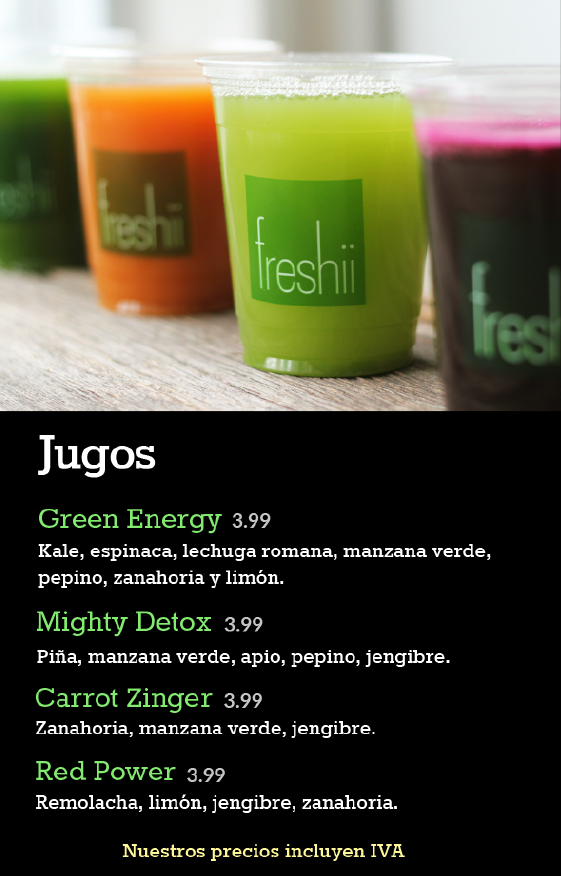 freshii
freshii
freshii
fresh
Jugos
Green Energy 3.99
Kale, espinaca, lechuga romana, manzana verde,
pepino, zanahoria y limón.
Mighty Detox 3.99
Piña, manzana verde, apio, pepino, jengibre.
Carrot Zinger 3.99
Zanahoria, manzana verde, jengibre.
Red Power 3.99
Remolacha, limón, jengibre, zanahoria.
Nuestros precios incluyen IVA